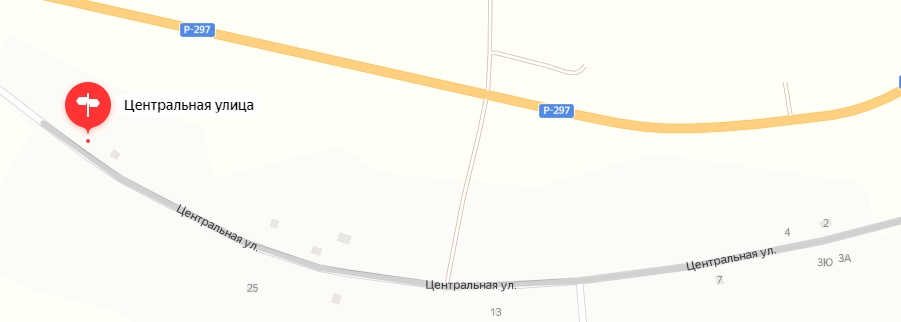 Р-297
Центральная улица
Р-297
Центральная ул.
2
4
Центральная ул.
3Ю
3А
7
Центральная ул.
25
13